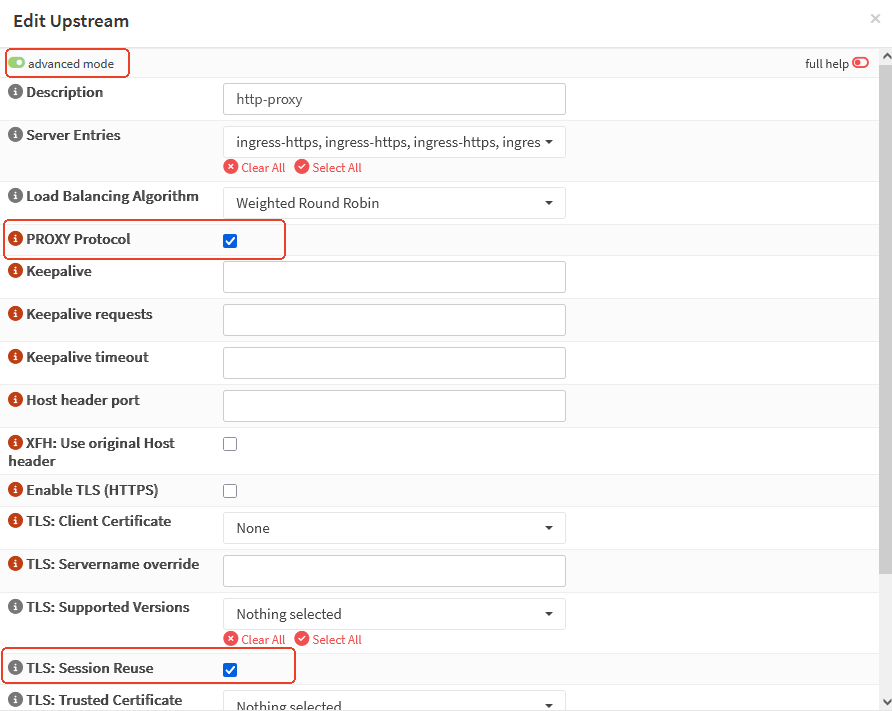 Edit Upstream ×
advanced mode full help
Description http-proxy
Server Entries ingress-https, ingress-https, ingress-https, ingres
Clear All Select All
Load Balancing Algorithm Weighted Round Robin
PROXY Protocol
Keepalive
Keepalive requests
Keepalive timeout
Host header port
XFH: Use original Host
header
Enable TLS (HTTPS)
TLS: Client Certificate None
TLS: Servername override
TLS: Supported Versions Nothing selected
Clear All Select All
TLS: Session Reuse
TLS: Trusted Certificate Nothing selected